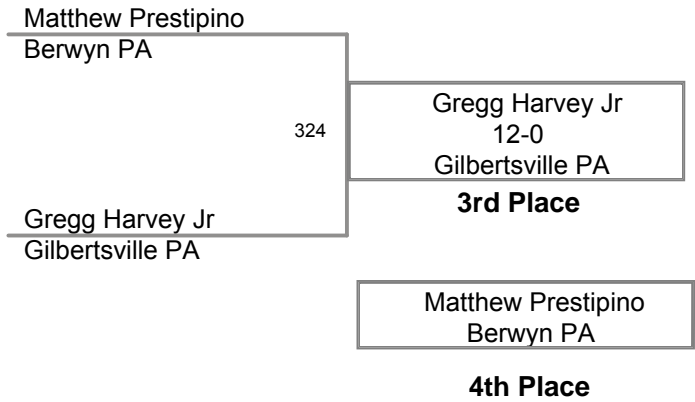 Matthew Prestipino
Berwyn PA
324
Gregg Harvey Jr
12-0
Gilbertsville PA
3rd Place
Gregg Harvey Jr
Gilbertsville PA
Matthew Prestipino
Berwyn PA
4th Place